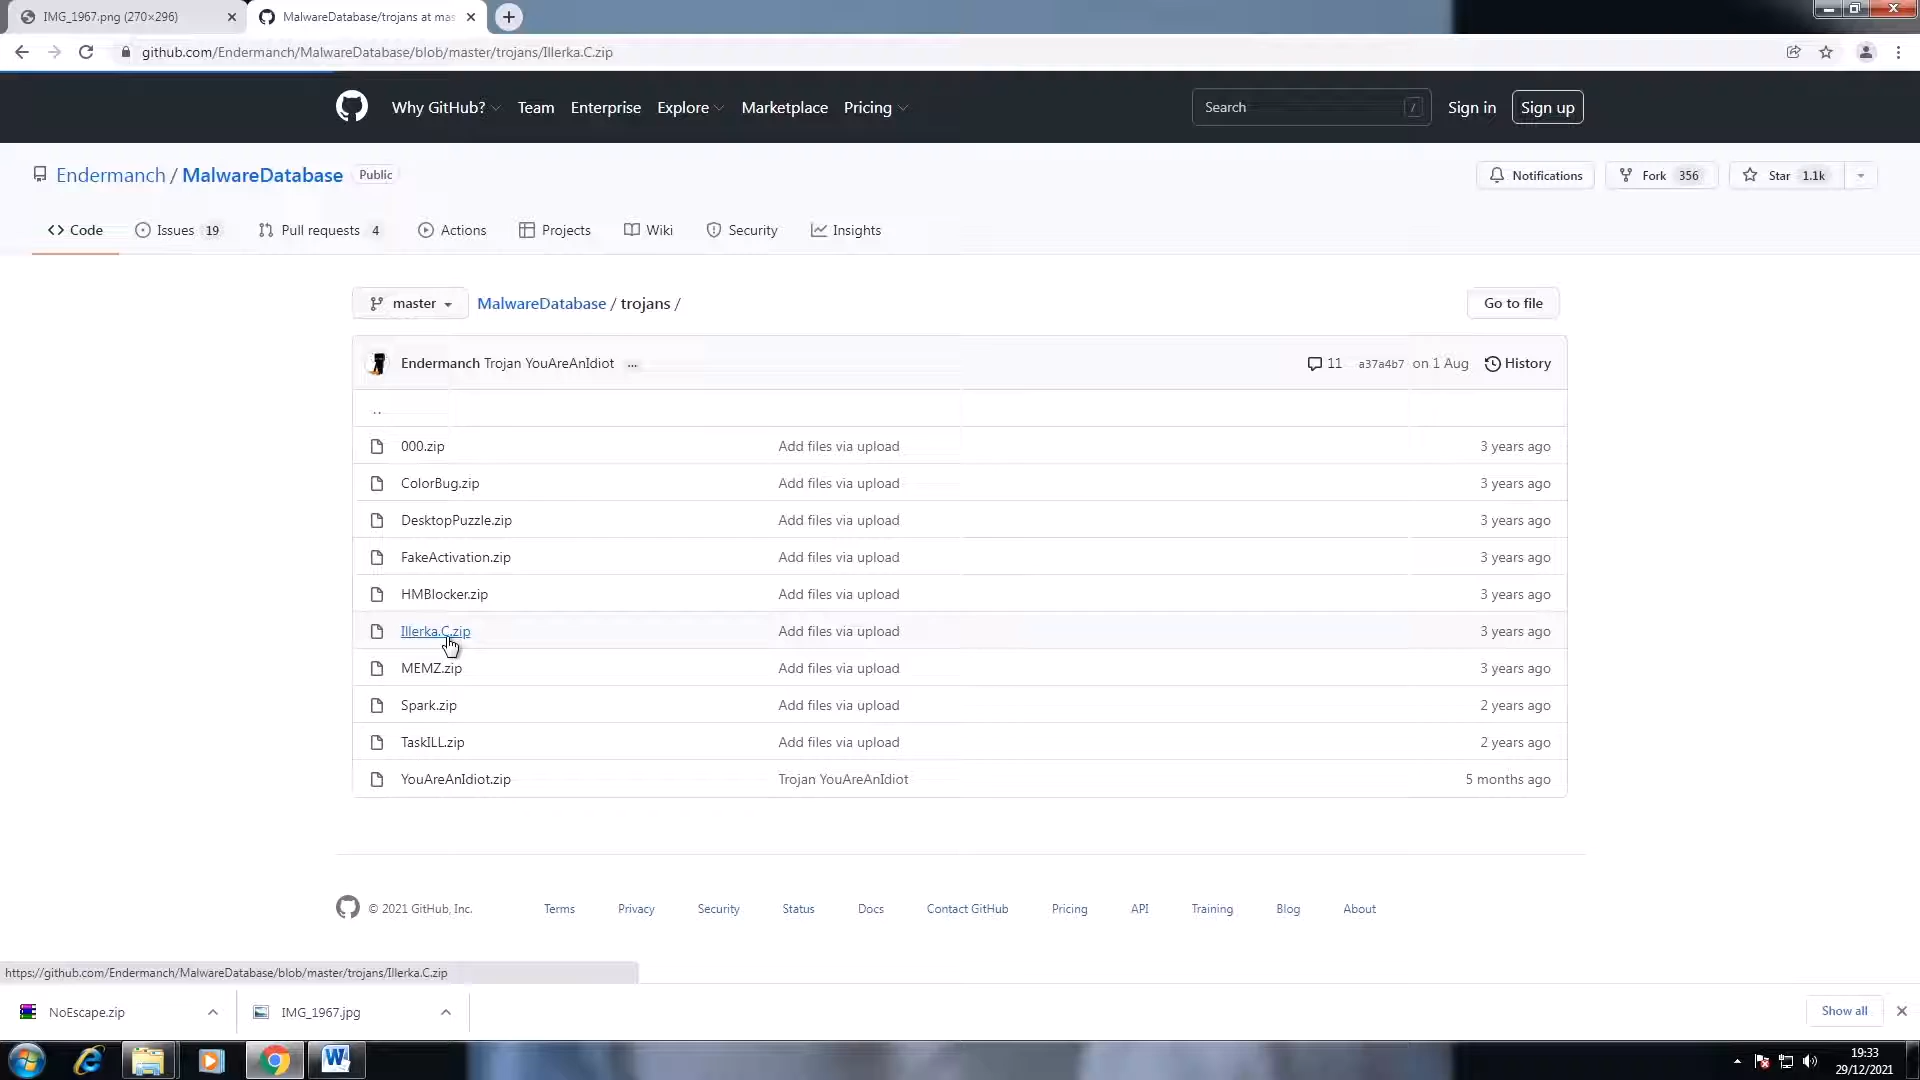 IMG_1967.png (270×296)
MalwareDatabase/trojans at mas
github.com/Endermanch/MalwareDatabase/blob/master/trojans/Illerka.C.zip
Why GitHub? Team Enterprise Explore Marketplace Pricing Search / Sign in Sign up
Endermanch / MalwareDatabase Public Notifications Fork 356 Star 1.1k
Code Issues 19 Pull requests 4 Actions Projects Wiki Security Insights
master MalwareDatabase / trojans / Go to file
Endermanch Trojan YouAreAnIdiot ... 11 a37a4b7 on 1 Aug History
..
000.zip Add files via upload 3 years ago
ColorBug.zip Add files via upload 3 years ago
DesktopPuzzle.zip Add files via upload 3 years ago
FakeActivation.zip Add files via upload 3 years ago
HMBlocker.zip Add files via upload 3 years ago
Illerka.C.zip Add files via upload 3 years ago
MEMZ.zip Add files via upload 3 years ago
Spark.zip Add files via upload 2 years ago
TaskILL.zip Add files via upload 2 years ago
YouAreAnIdiot.zip Trojan YouAreAnIdiot 5 months ago
© 2021 GitHub, Inc. Terms Privacy Security Status Docs Contact GitHub Pricing API Training Blog About
https://github.com/Endermanch/MalwareDatabase/blob/master/trojans/Illerka.C.zip
NoEscape.zip IMG_1967.jpg Show all
19:33
29/12/2021